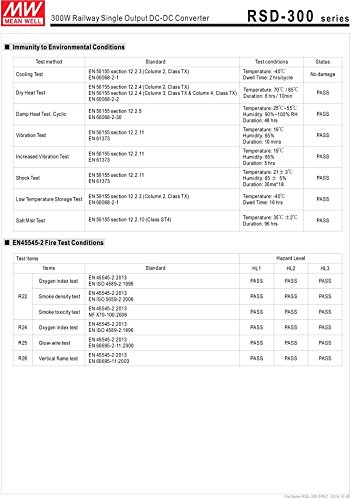 MW
MEAN WELL
300W Railway Single Output DC-DC Converter
RSD-300 series
■ Immunity to Environmental Conditions
Test method Standard Test conditions Status
Cooling Test EN 50155 section 12.2.3 (Column 2, Class TX) Temperature: -40℃ No damage
EN 60068-2-1 Dwell Time: 2 hrs/cycle
Dry Heat Test EN 50155 section 12.2.4 (Column 2, Class TX) Temperature: 70℃ / 85℃ PASS
EN 50155 section 12.2.4 (Column 3, Class TX & Column 4, Class TX) Duration: 6 hrs / 10min
EN 60068-2-2
Damp Heat Test, Cyclic EN 50155 section 12.2.5 Temperature: 25℃~55℃ PASS
EN 60068-2-30 Humidity: 90%~100% RH
Duration: 48 hrs
Vibration Test EN 50155 section 12.2.11 Temperature: 19℃ PASS
EN 61373 Humidity: 65%
Duration: 10 mins
Increased Vibration Test EN 50155 section 12.2.11 Temperature: 19℃ PASS
EN 61373 Humidity: 65%
Duration: 5 hrs
Shock Test EN 50155 section 12.2.11 Temperature: 21± 3℃ PASS
EN 61373 Humidity: 65 ± 5%
Duration: 30ms*18
Low Temperature Storage Test EN 50155 section 12.2.3 (Column 2, Class TX) Temperature: -40℃ PASS
EN 60068-2-1 Dwell Time: 16 hrs
Salt Mist Test EN 50155 section 12.2.10 (Class ST4) Temperature: 35℃ ±2℃ PASS
Duration: 96 hrs
■ EN45545-2 Fire Test Conditions
Test Items Hazard Level
Items Standard HL1 HL2 HL3
R22 Oxygen index test EN 45545-2:2013 PASS PASS PASS
EN ISO 4589-2:1996
Smoke density test EN 45545-2:2013 PASS PASS PASS
EN ISO 5659-2:2006
Smoke toxicity test EN 45545-2:2013 PASS PASS PASS
NF X70-100:2006
R24 Oxygen index test EN 45545-2:2013 PASS PASS PASS
EN ISO 4589-2:1996
R25 Glow-wire test EN 45545-2:2013 PASS PASS PASS
EN 60695-2-11:2000
R26 Vertical flame test EN 45545-2:2013 PASS PASS PASS
EN 60695-11:2003
File Name:RSD-300-SPEC